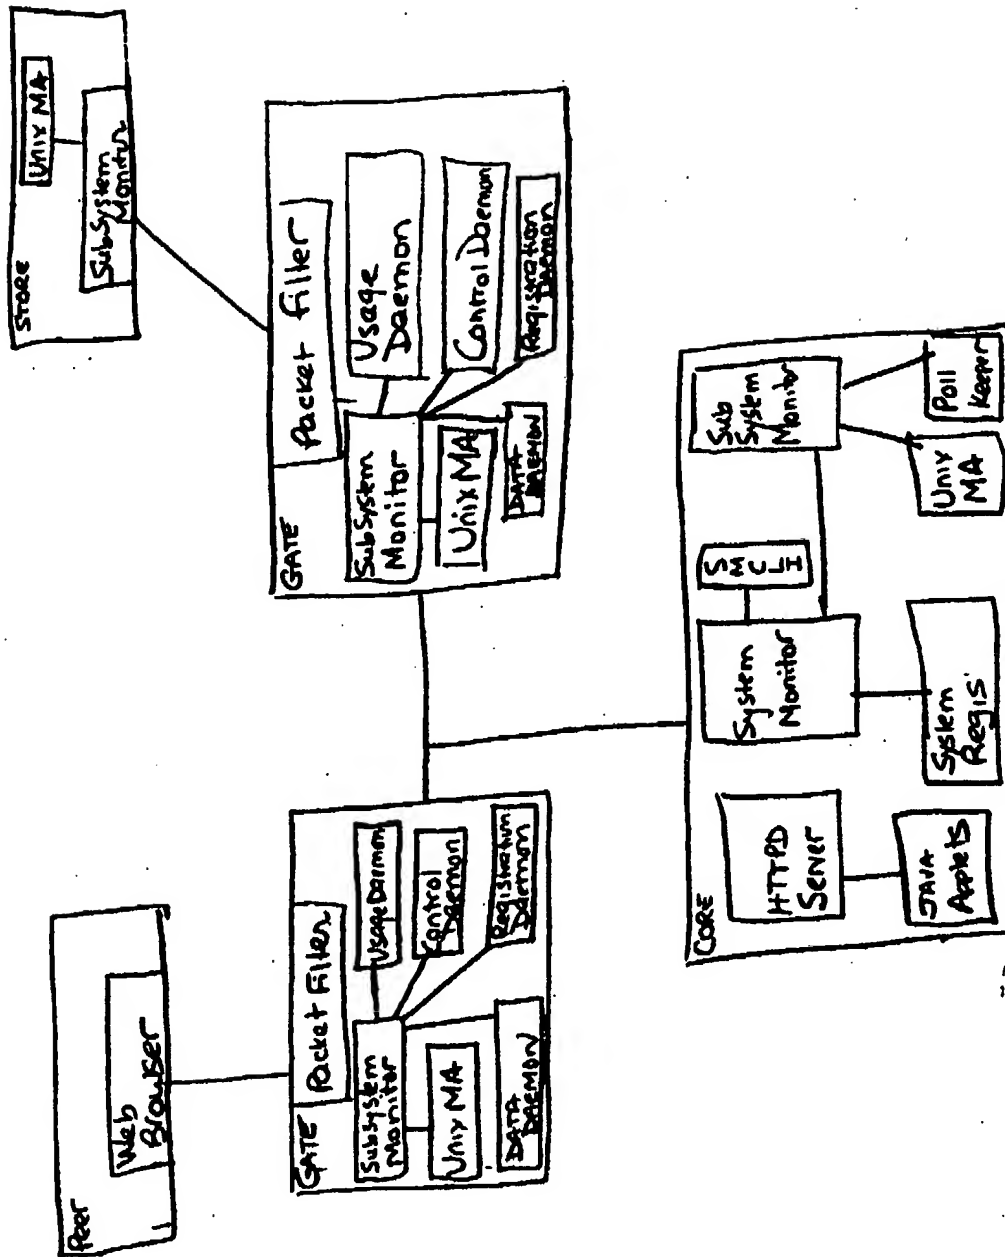 Peer
Web
Browser
STORE
Unix MA
SubSystem
Monitor
GATE
Packet Filter
SubSystem
Monitor
Usage Daemon
Control
Daemon
Registration
Daemon
Unix MA
DATA
DAEMON
GATE
Packet Filter
SubSystem
Monitor
Usage
Daemon
Control Daemon
Registration
Daemon
Unix MA
DATA
DAEMON
CORE
HTTPD
Server
JAVA
Applets
System
Monitor
SMCLI
System
Regis.
Sub
System
Monitor
Unix
MA
Poll
Keeper